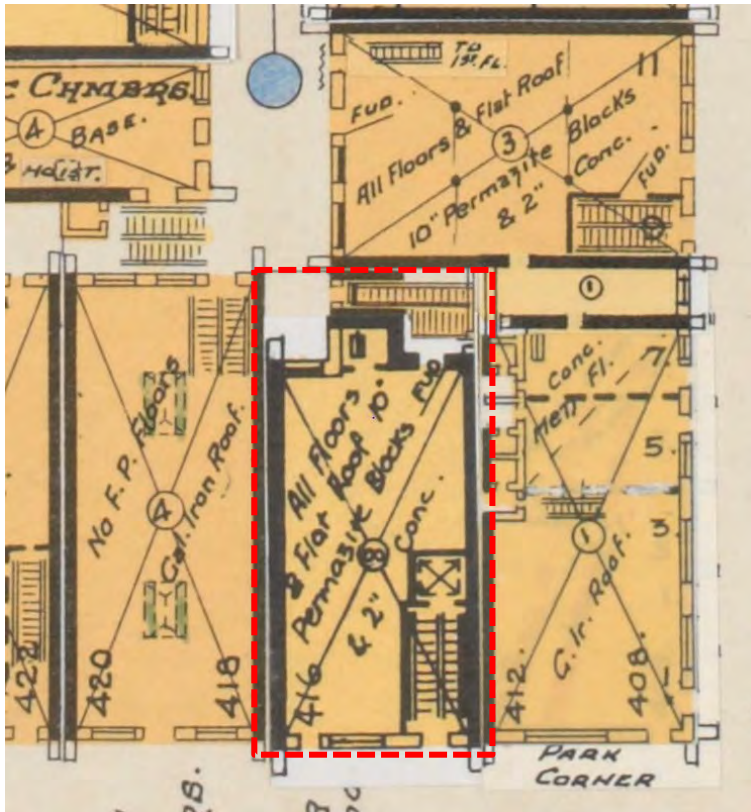 C CHMBRS.
4
BASE.
HOIST.
TO
1ST. FL.
11
FUD.
All Floors & Flat Roof
3
Blocks
10" Permazite
& 2"
Conc.
FUD.
1
No F.P. Floors
4
Gal. Iron Roof.
422
420
418
All Floors
& Flat Roof 10"
Permazite Blocks
& 2"
Conc.
FUD
8
416
Conc.
Mezz Fl.
7.
5.
3.
1
G. Ir. Roof.
412.
408.
1
PARK
CORNER